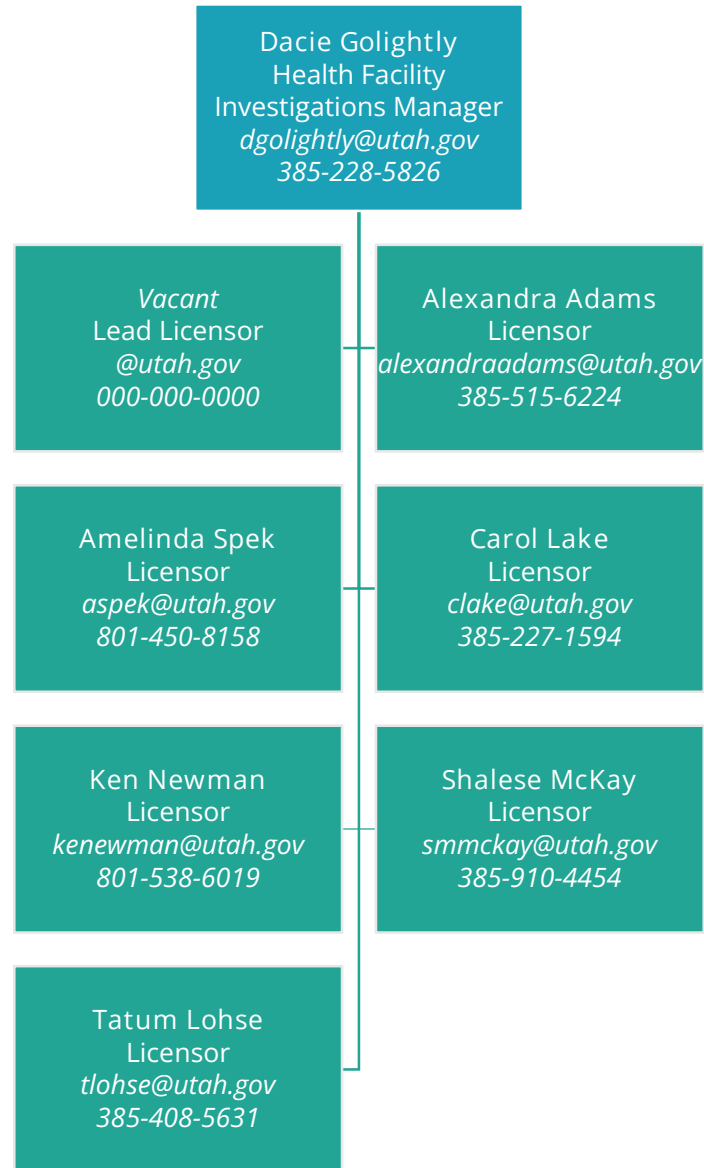 Dacie Golightly
Health Facility
Investigations Manager
dgolightly@utah.gov
385-228-5826
Vacant
Lead Licensor
@utah.gov
000-000-0000
Alexandra Adams
Licensor
alexandraadams@utah.gov
385-515-6224
Amelinda Spek
Licensor
aspek@utah.gov
801-450-8158
Carol Lake
Licensor
clake@utah.gov
385-227-1594
Ken Newman
Licensor
kenewman@utah.gov
801-538-6019
Shalese McKay
Licensor
smmckay@utah.gov
385-910-4454
Tatum Lohse
Licensor
tlohse@utah.gov
385-408-5631